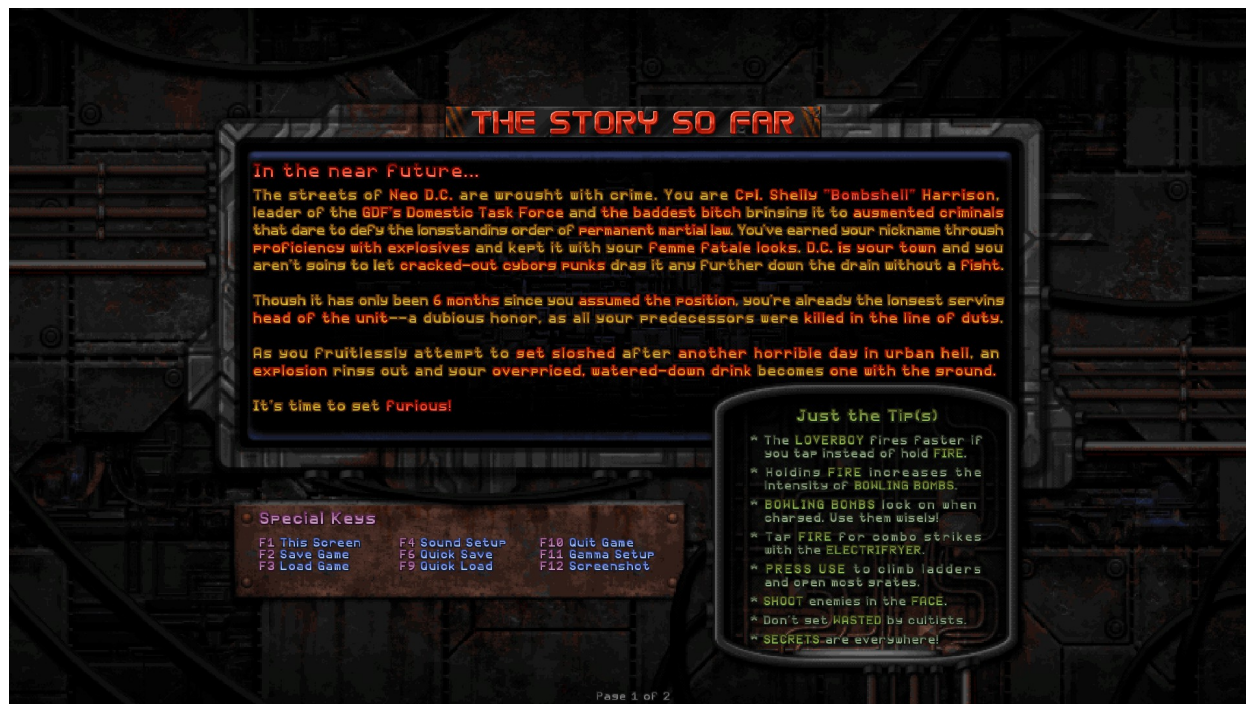 THE STORY SO FAR
In the near future...
The streets of Neo D.C. are wrought with crime. You are Cpl. Shelly "Bombshell" Harrison,
leader of the GDF's Domestic Task Force and the baddest bitch bringing it to augmented criminals
that dare to defy the longstanding order of permanent martial law. You've earned your nickname through
proficiency with explosives and kept it with your femme fatale looks. D.C. is your town and you
aren't going to let cracked-out cyborg punks drag it any further down the drain without a fight.
Though it has only been 6 months since you assumed the position, you're already the longest serving
head of the unit--a dubious honor, as all your predecessors were killed in the line of duty.
As you fruitlessly attempt to get sloshed after another horrible day in urban hell, an
explosion rings out and your overpriced, watered-down drink becomes one with the ground.
It's time to get furious!
Just the Tip(s)
* The LOVERBOY fires faster if
you tap instead of hold FIRE.
* Holding FIRE increases the
intensity of BOWLING BOMBS.
* BOWLING BOMBS lock on when
charged. Use them wisely!
* Tap FIRE for combo strikes
with the ELECTRIFRYER.
* PRESS USE to climb ladders
and open most grates.
* SHOOT enemies in the FACE.
* Don't get WASTED by cultists.
* SECRETS are everywhere!
Special Keys
F1 This Screen F4 Sound Setup F10 Quit Game
F2 Save Game F6 Quick Save F11 Gamma Setup
F3 Load Game F9 Quick Load F12 Screenshot
Page 1 of 2